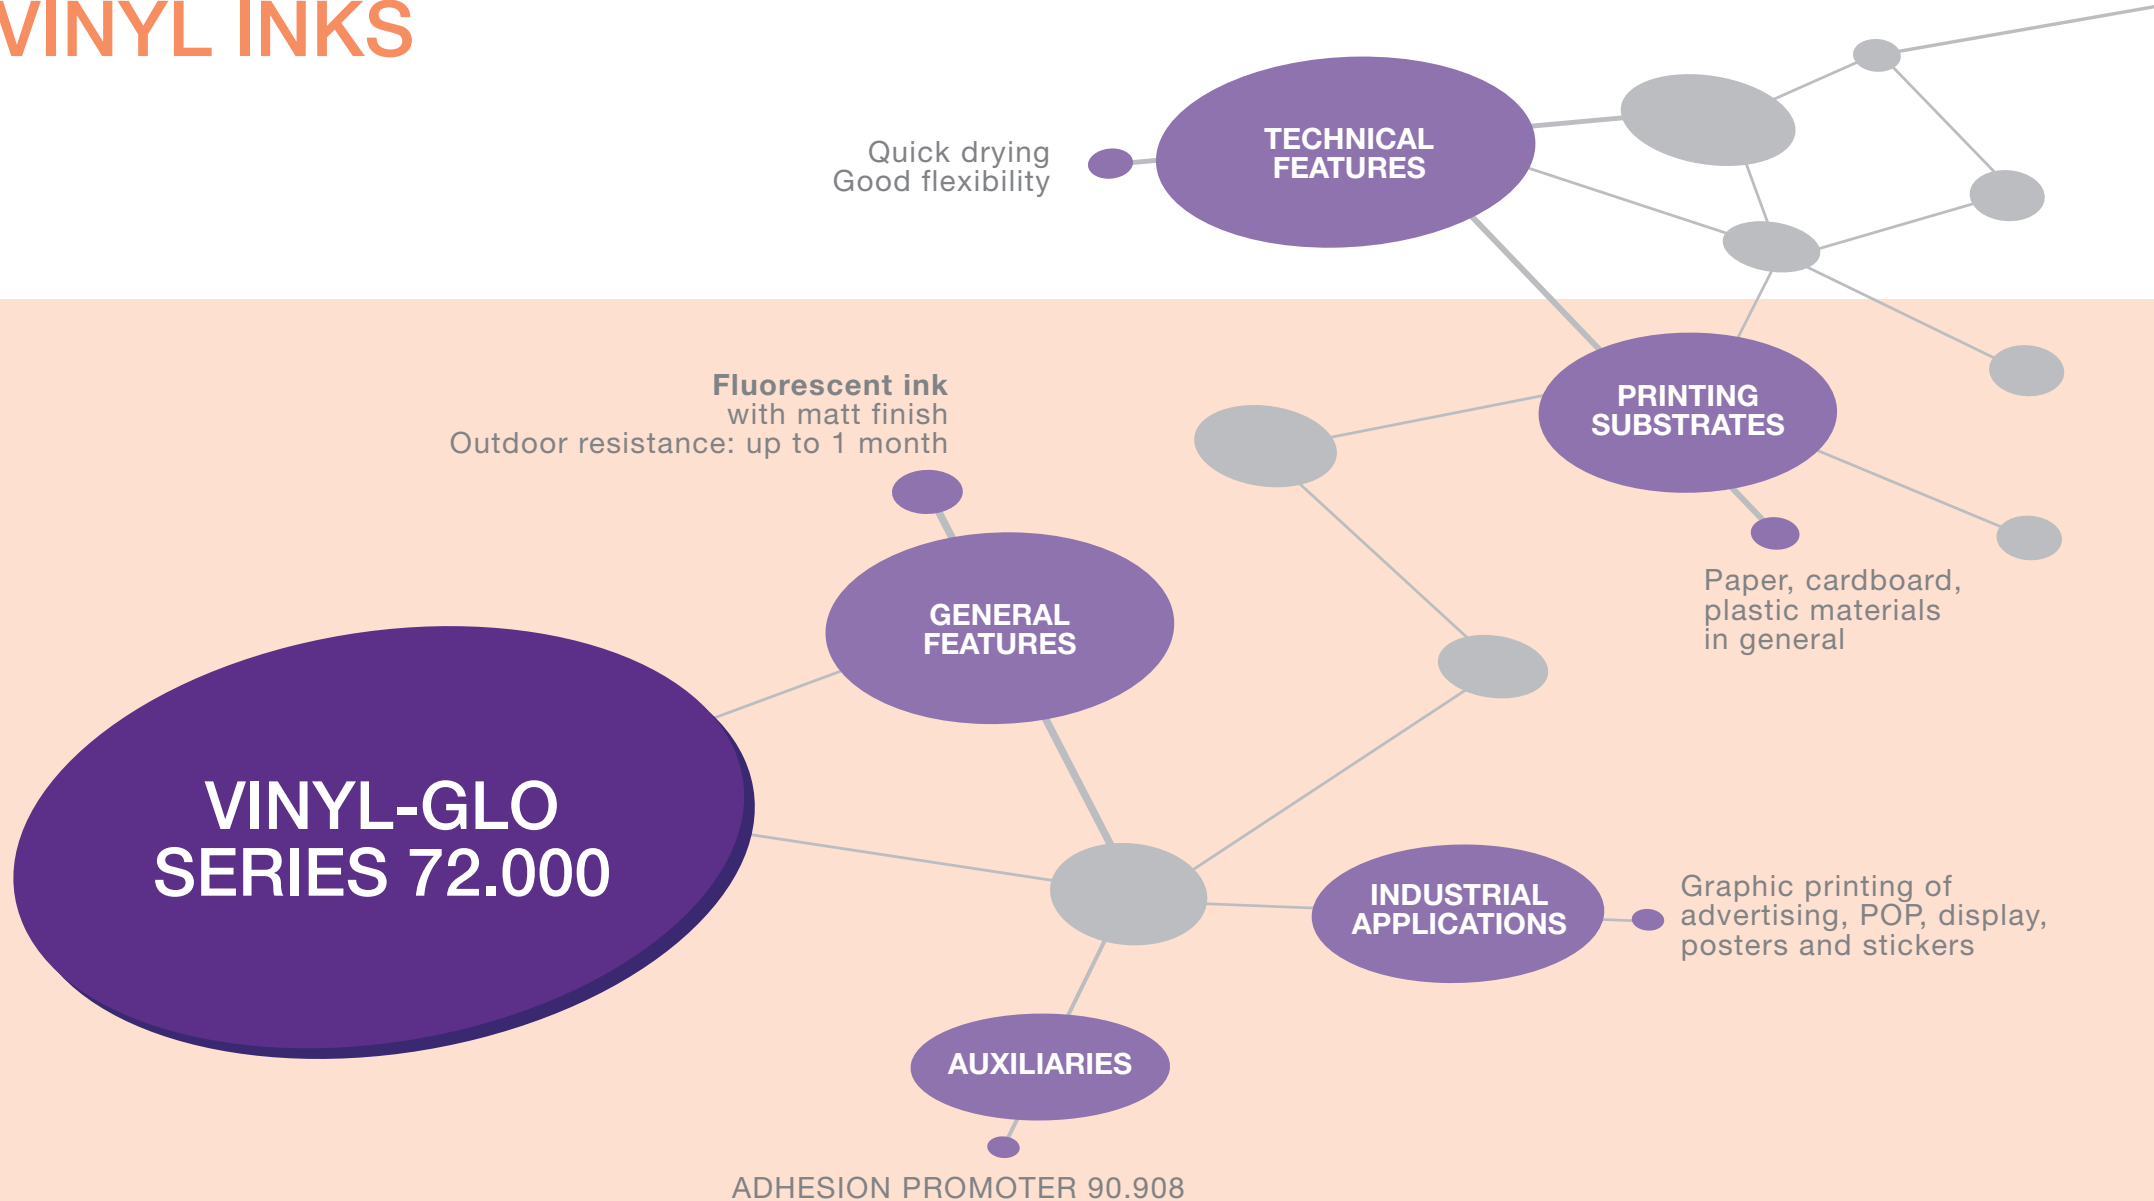 VINYL INKS
TECHNICAL
FEATURES
Quick drying
Good flexibility
PRINTING
SUBSTRATES
Paper, cardboard,
plastic materials
in general
Fluorescent ink
with matt finish
Outdoor resistance: up to 1 month
GENERAL
FEATURES
VINYL-GLO
SERIES 72.000
INDUSTRIAL
APPLICATIONS
Graphic printing of
advertising, POP, display,
posters and stickers
AUXILIARIES
ADHESION PROMOTER 90.908